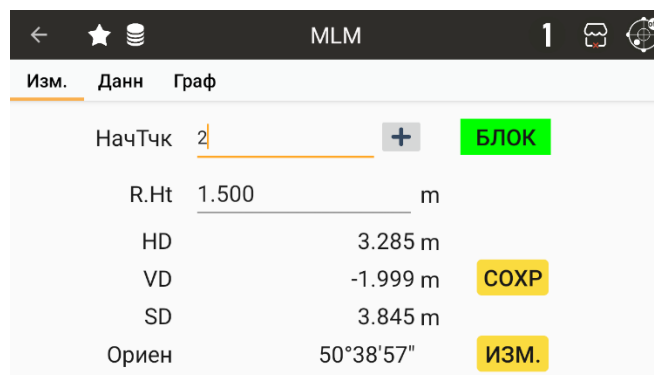 MLM 1
Изм. Данн Граф
НачТчк 2 + БЛОК
R.Ht 1.500 m
HD 3.285 m
VD -1.999 m СОХР
SD 3.845 m
Ориен 50°38'57" ИЗМ.